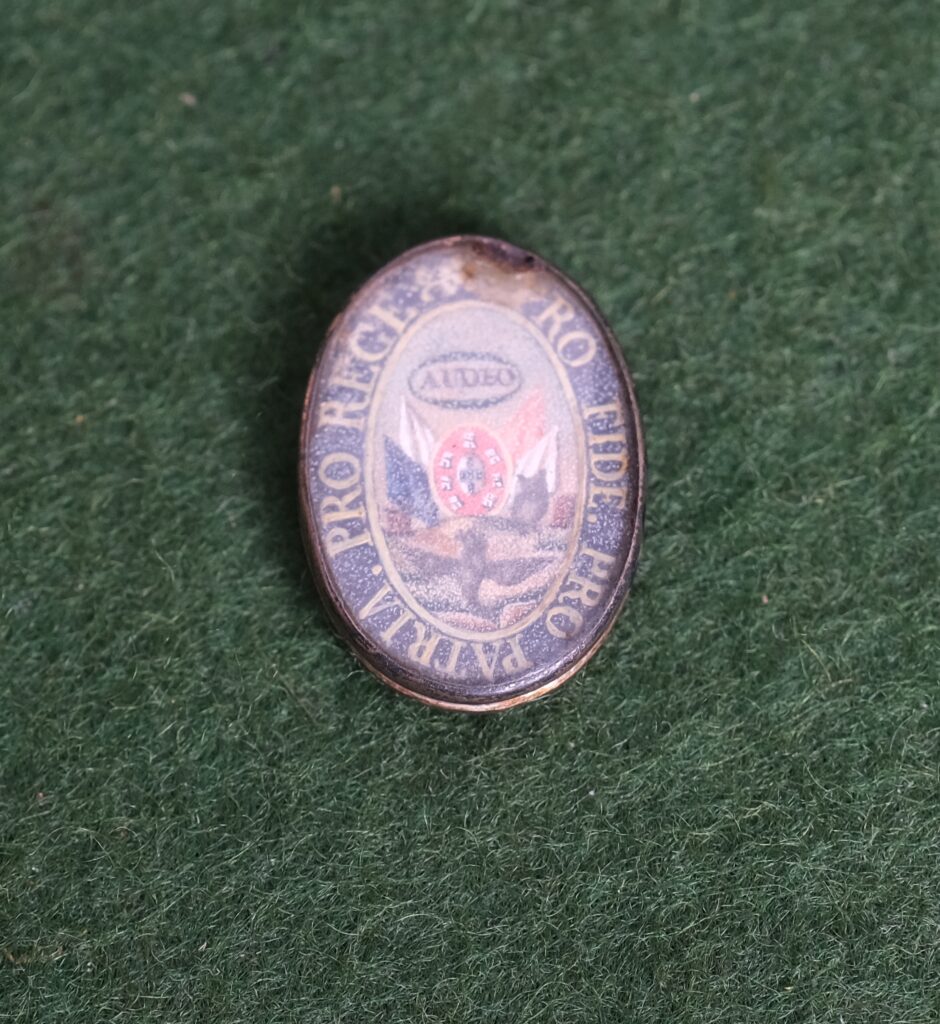 RO FIDE. PRO PATRIA. PRO REGE
AUDEO